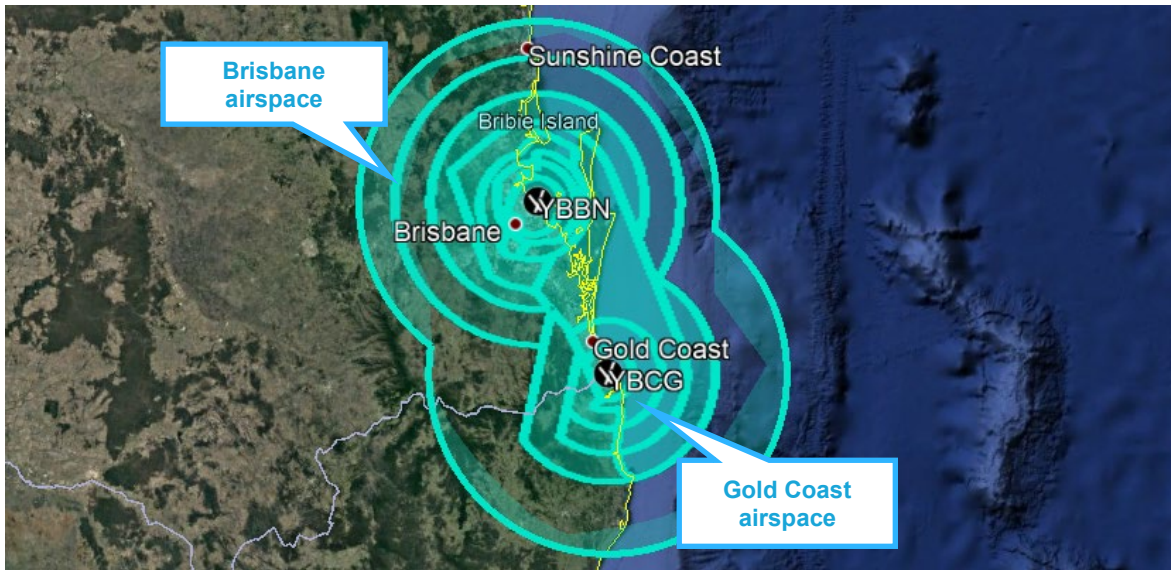 Sunshine Coast
Brisbane
airspace
Bribie Island
YBBN
Brisbane
Gold Coast
YBCG
Gold Coast
airspace